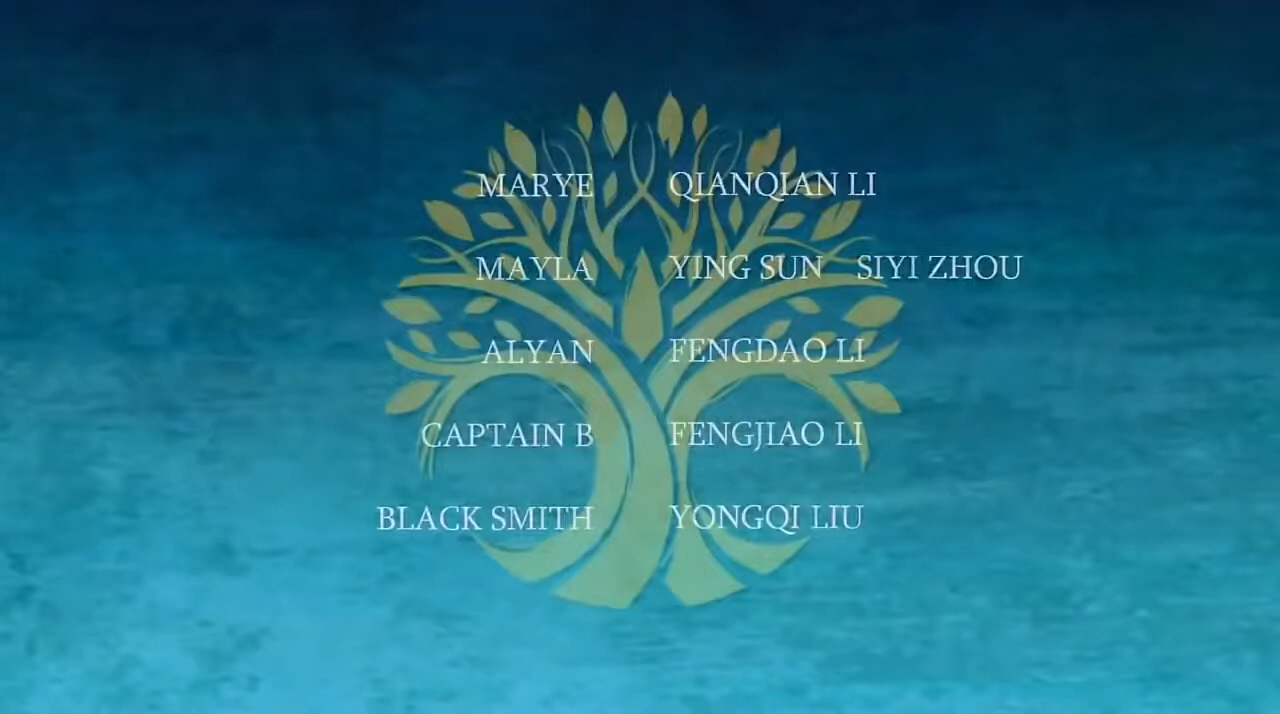 MARYE QIANQIAN LI
MAYLA YING SUN SIYI ZHOU
ALYAN FENGDAO LI
CAPTAIN B FENGJIAO LI
BLACK SMITH YONGQI LIU